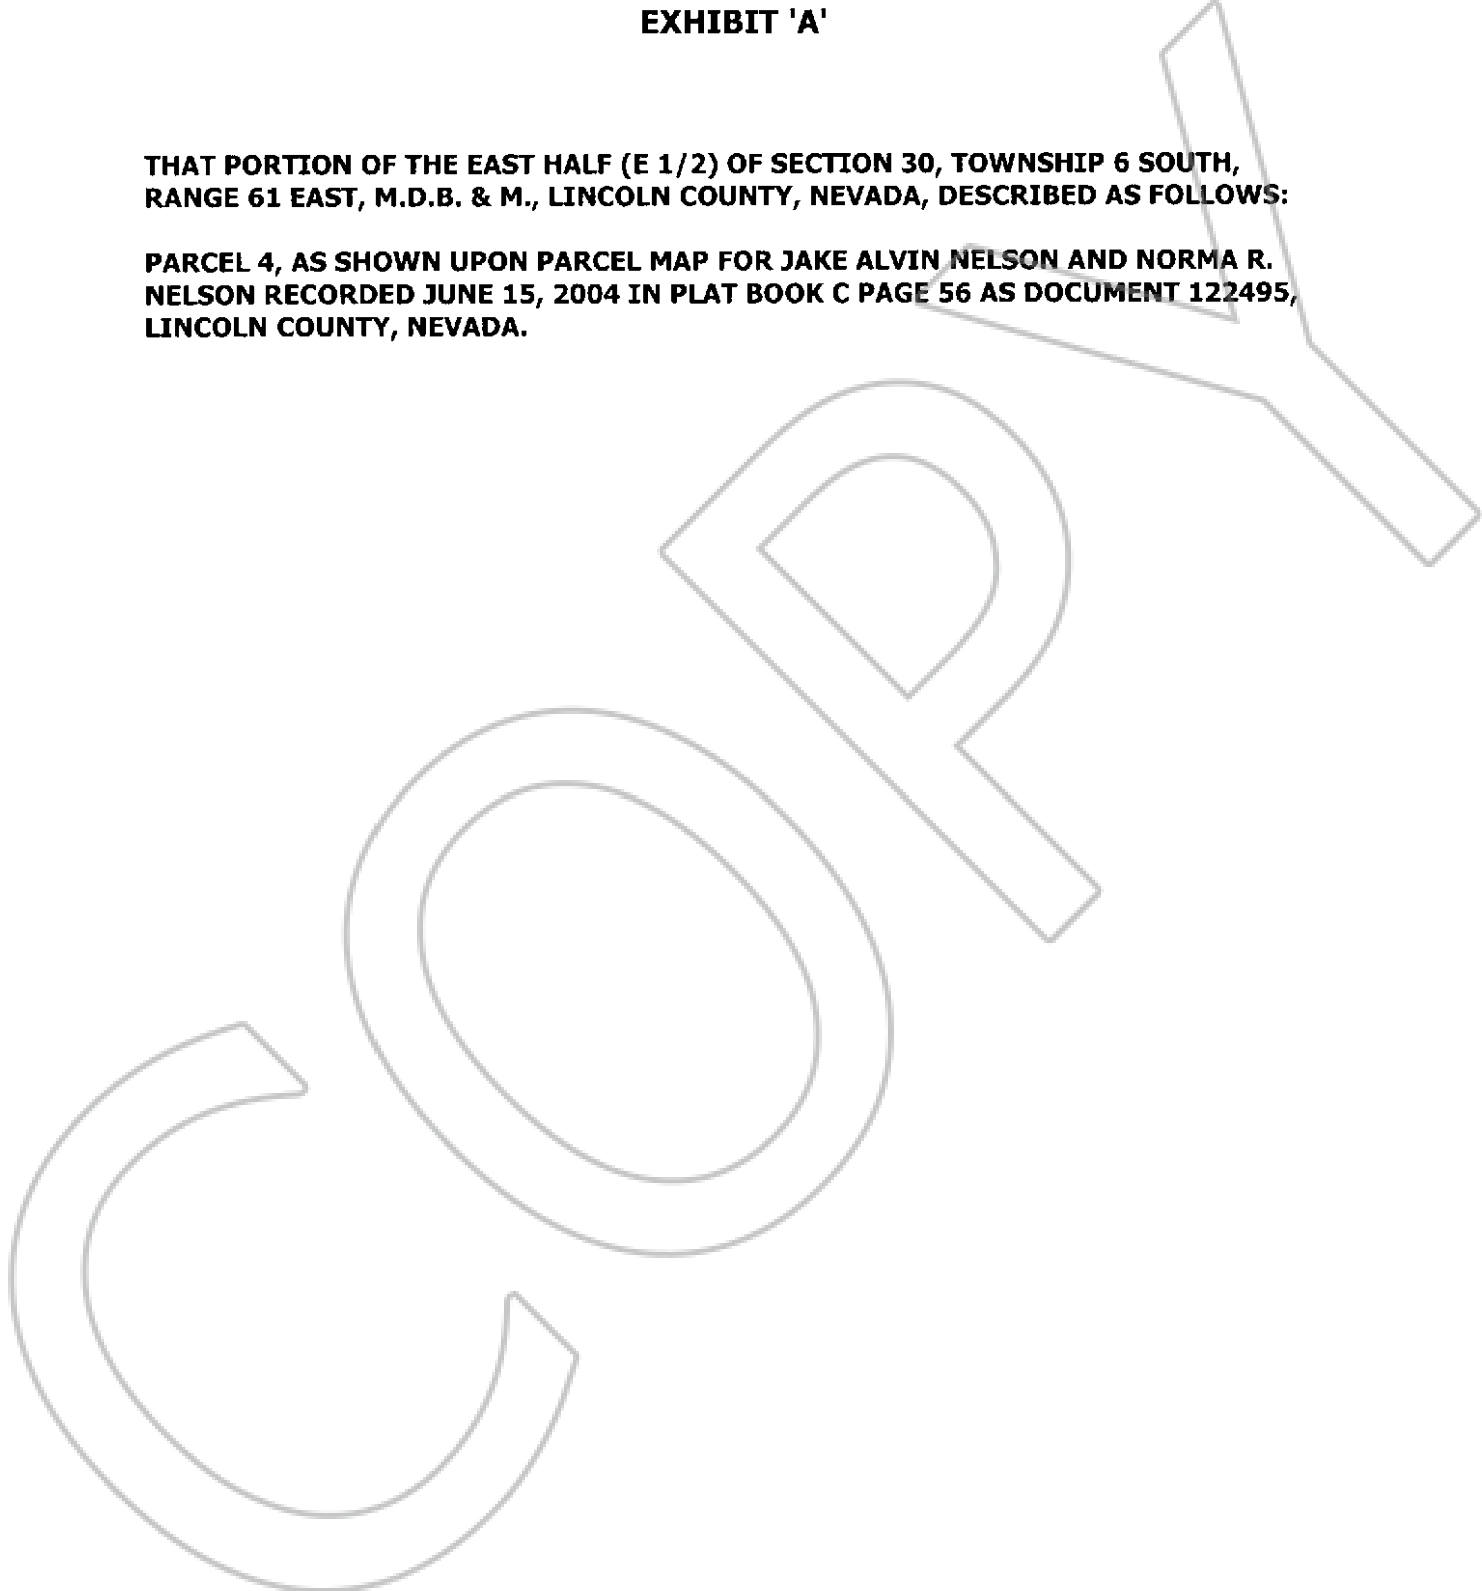 EXHIBIT 'A'
THAT PORTION OF THE EAST HALF (E 1/2) OF SECTION 30, TOWNSHIP 6 SOUTH,
RANGE 61 EAST, M.D.B. & M., LINCOLN COUNTY, NEVADA, DESCRIBED AS FOLLOWS:
PARCEL 4, AS SHOWN UPON PARCEL MAP FOR JAKE ALVIN NELSON AND NORMA R.
NELSON RECORDED JUNE 15, 2004 IN PLAT BOOK C PAGE 56 AS DOCUMENT 122495,
LINCOLN COUNTY, NEVADA.
COPY